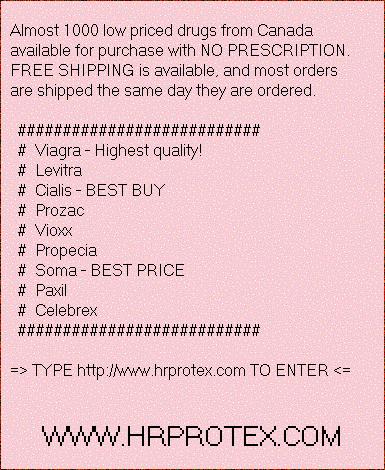 Almost 1000 low priced drugs from Canada
available for purchase with NO PRESCRIPTION.
FREE SHIPPING is available, and most orders
are shipped the same day they are ordered.
###########################
# Viagra - Highest quality!
# Levitra
# Cialis - BEST BUY
# Prozac
# Vioxx
# Propecia
# Soma - BEST PRICE
# Paxil
# Celebrex
###########################
=> TYPE http://www.hrprotex.com TO ENTER <=
WWW.HRPROTEX.COM